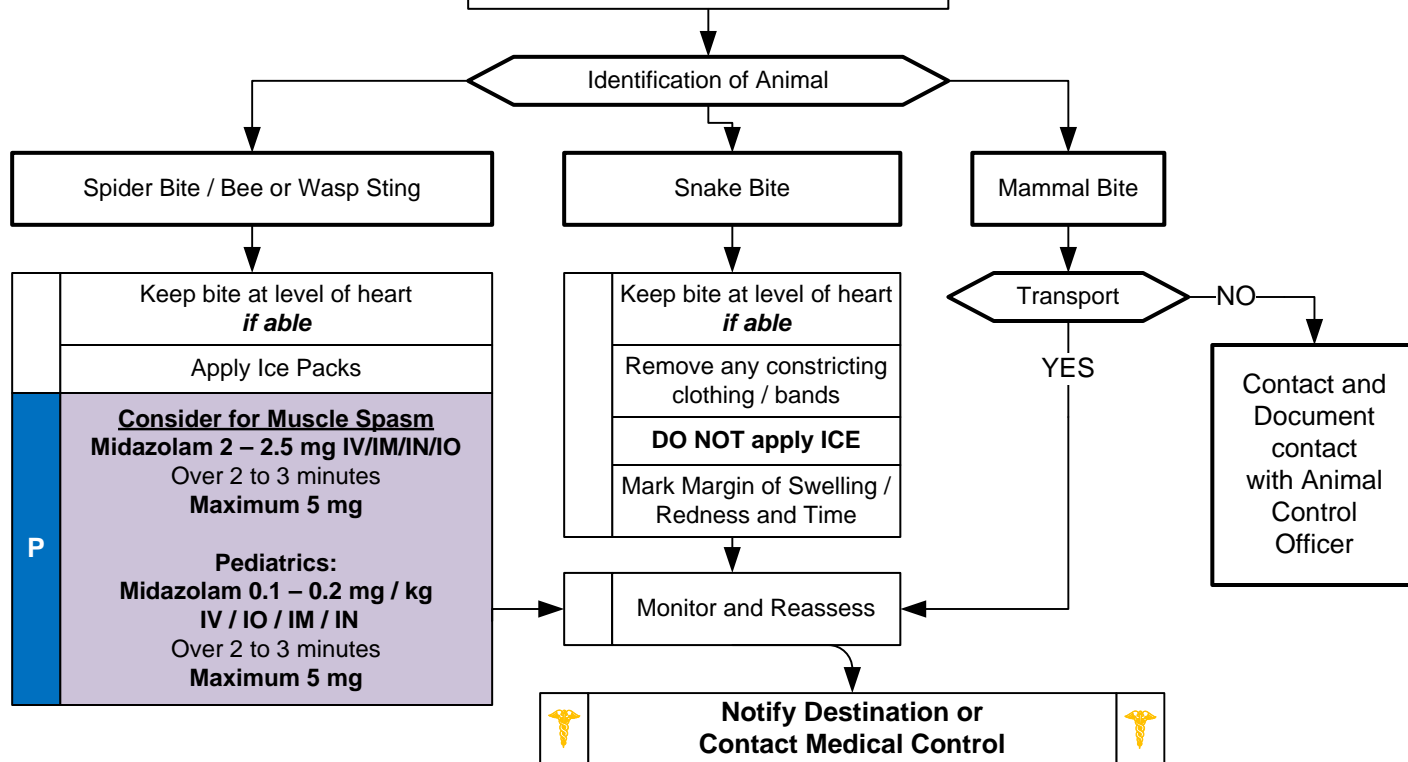 Identification of Animal
Spider Bite / Bee or Wasp Sting
Snake Bite
Mammal Bite
Keep bite at level of heart
if able
Apply Ice Packs
P
Consider for Muscle Spasm
Midazolam 2 – 2.5 mg IV/IM/IN/IO
Over 2 to 3 minutes
Maximum 5 mg
Pediatrics:
Midazolam 0.1 – 0.2 mg / kg
IV / IO / IM / IN
Over 2 to 3 minutes
Maximum 5 mg
Keep bite at level of heart
if able
Remove any constricting
clothing / bands
DO NOT apply ICE
Mark Margin of Swelling /
Redness and Time
Transport
NO
YES
Contact and
Document
contact
with Animal
Control
Officer
Monitor and Reassess
Notify Destination or
Contact Medical Control